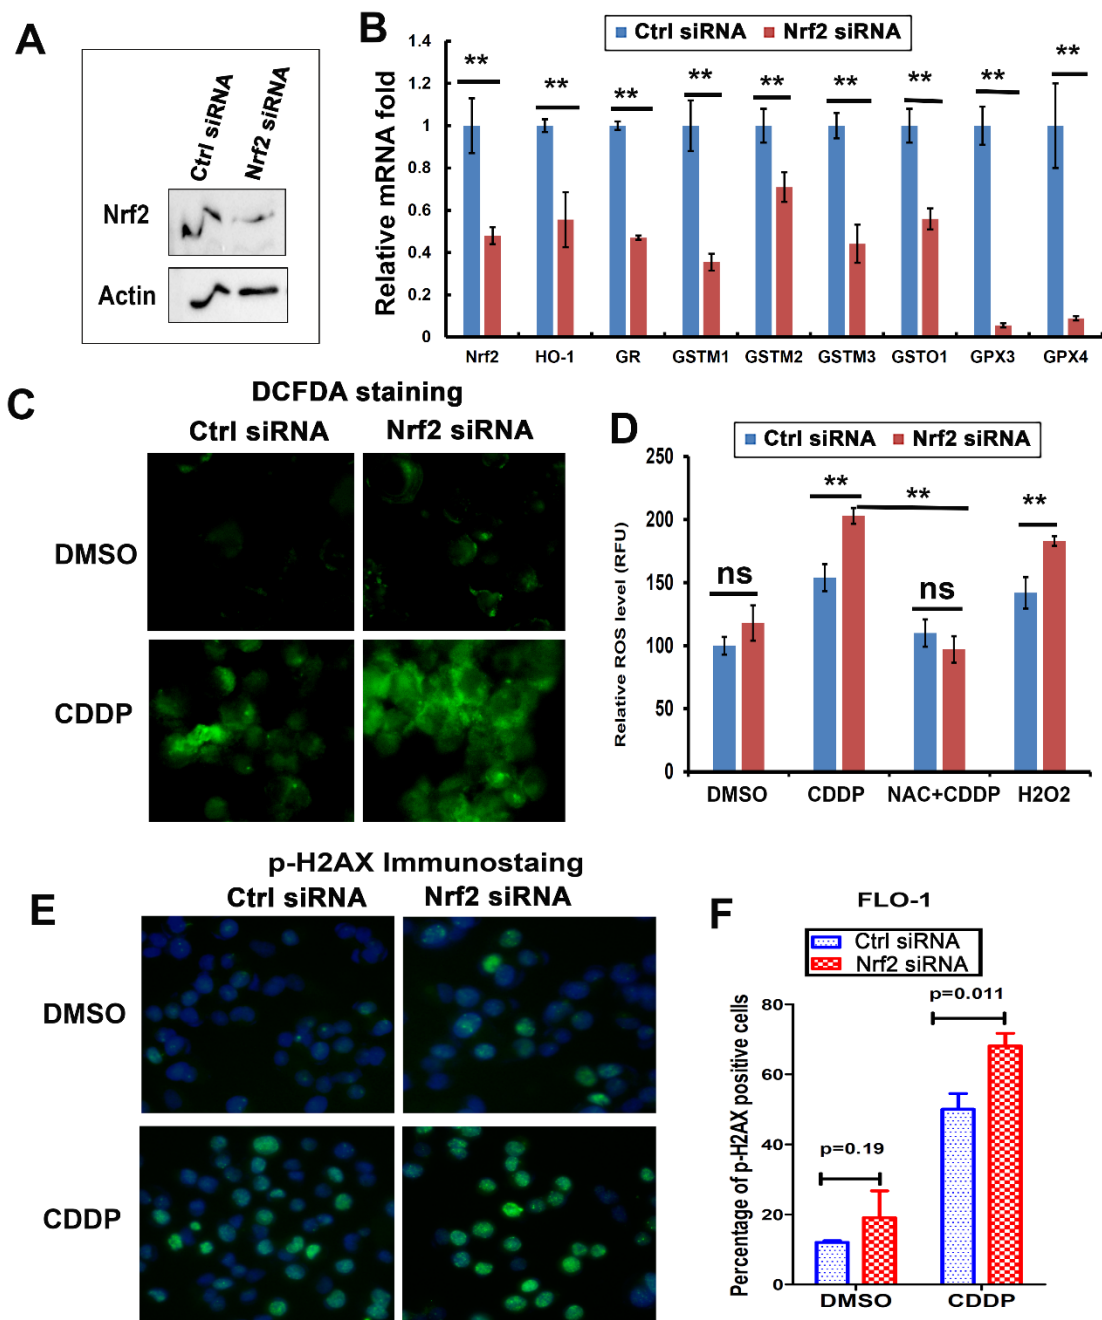 A
Ctrl siRNA
Nrf2 siRNA
Nrf2
Actin
B
Ctrl siRNA Nrf2 siRNA
Relative mRNA fold
1.4
1.2
1
0.8
0.6
0.4
0.2
0
** ** ** ** ** ** ** ** **
Nrf2 HO-1 GR GSTM1 GSTM2 GSTM3 GSTO1 GPX3 GPX4
C
DCFDA staining
Ctrl siRNA Nrf2 siRNA
DMSO
CDDP
D
Ctrl siRNA Nrf2 siRNA
Relative ROS level (RFU)
250
200
150
100
50
0
ns ** ** ns **
DMSO CDDP NAC+CDDP H2O2
E
p-H2AX Immunostaing
Ctrl siRNA Nrf2 siRNA
DMSO
CDDP
F
FLO-1
Ctrl siRNA
Nrf2 siRNA
Percentage of p-H2AX positive cells
80
60
40
20
0
p=0.19
p=0.011
DMSO CDDP